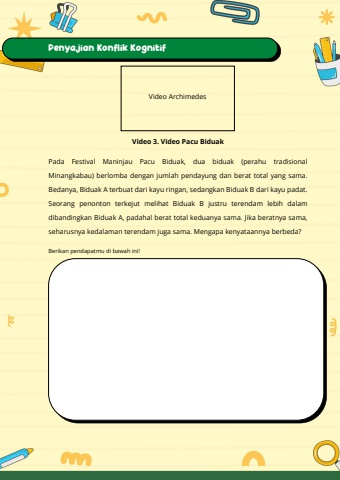 Penyajian Konflik Kognitif
Video Archimedes
Video 3. Video Pacu Biduak
Pada Festival Maninjau Pacu Biduak, dua biduak (perahu tradisional
Minangkabau) berlomba dengan jumlah pendayung dan berat total yang sama.
Bedanya, Biduak A terbuat dari kayu ringan, sedangkan Biduak B dari kayu padat.
Seorang penonton terkejut melihat Biduak B justru terendam lebih dalam
dibandingkan Biduak A, padahal berat total keduanya sama. Jika beratnya sama,
seharusnya kedalaman terendam juga sama. Mengapa kenyataannya berbeda?
Berikan pendapatmu di bawah ini!